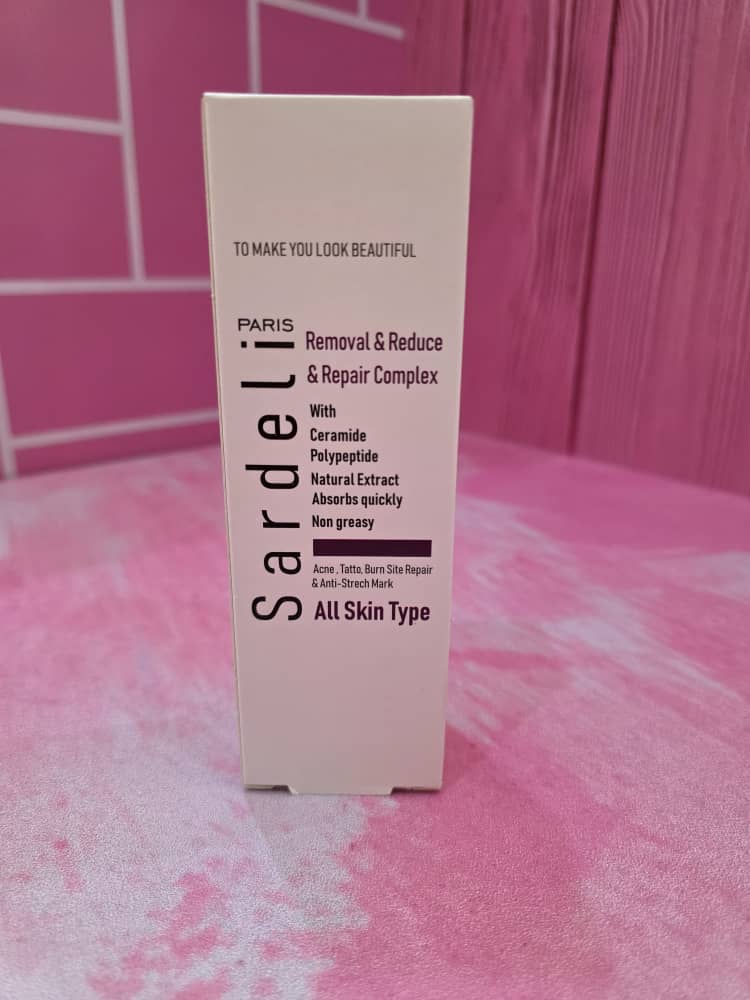 TO MAKE YOU LOOK BEAUTIFUL
PARIS
Sardeli
Removal & Reduce
& Repair Complex
With
Ceramide
Polypeptide
Natural Extract
Absorbs quickly
Non greasy
Acne , Tatto, Burn Site Repair
& Anti-Strech Mark
All Skin Type